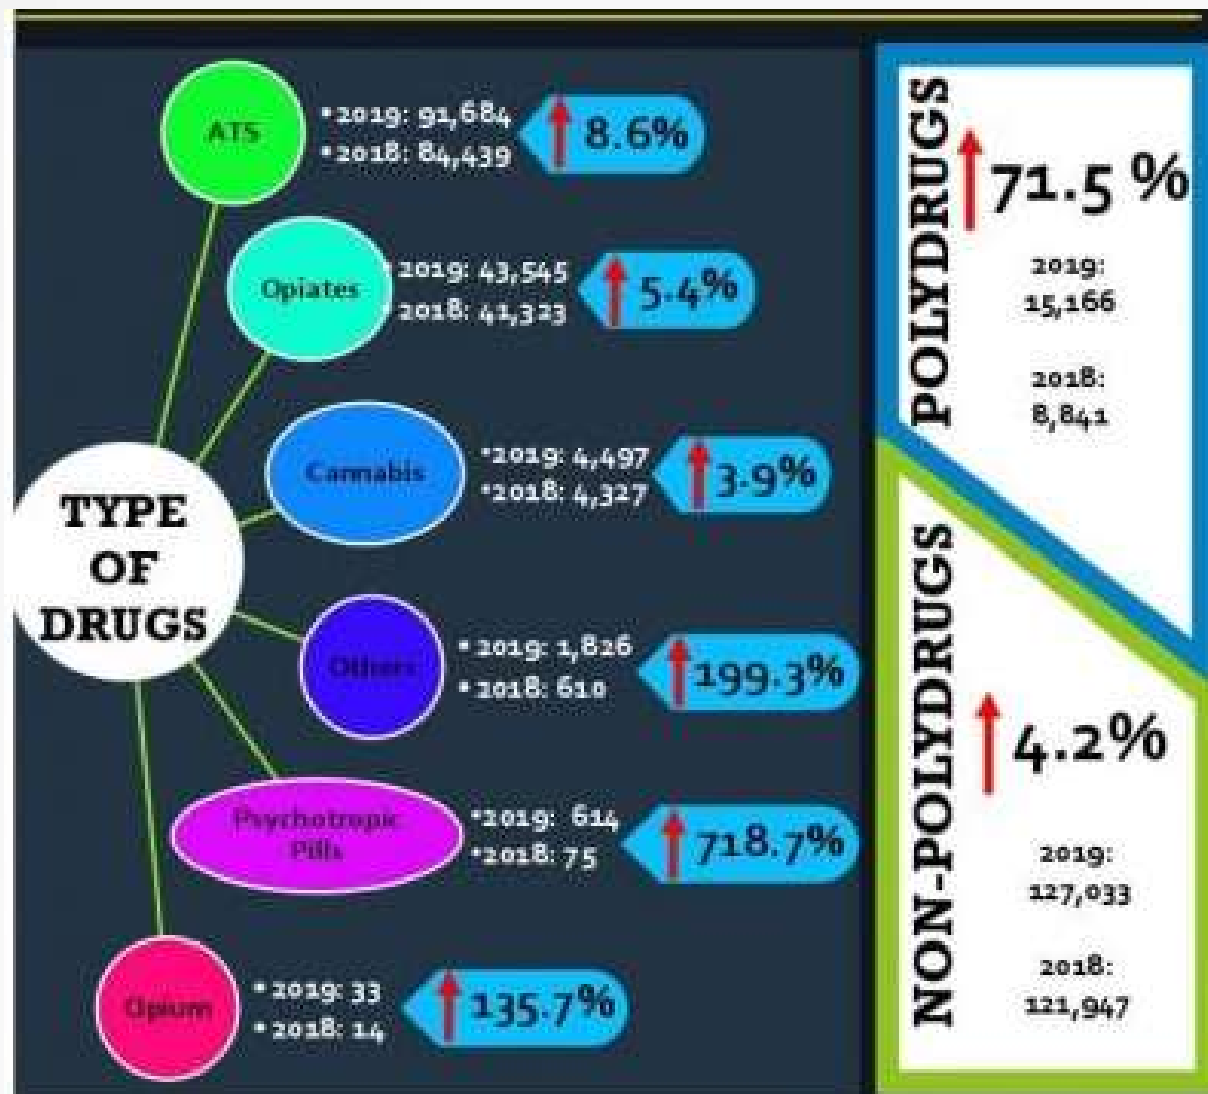 TYPE
OF
DRUGS
ATS
•2019: 91,684
•2018: 84,439
8.6%
Opiates
• 2019: 43,545
• 2018: 41,323
5.4%
Cannabis
•2019: 4,497
•2018: 4,327
3.9%
Others
• 2019: 1,826
• 2018: 610
199.3%
Psychotropic
Pills
•2019: 614
•2018: 75
718.7%
Opium
• 2019: 33
• 2018: 14
135.7%
POLYDRUGS
71.5 %
2019:
15,166
2018:
8,841
NON-POLYDRUGS
4.2%
2019:
127,033
2018:
121,947